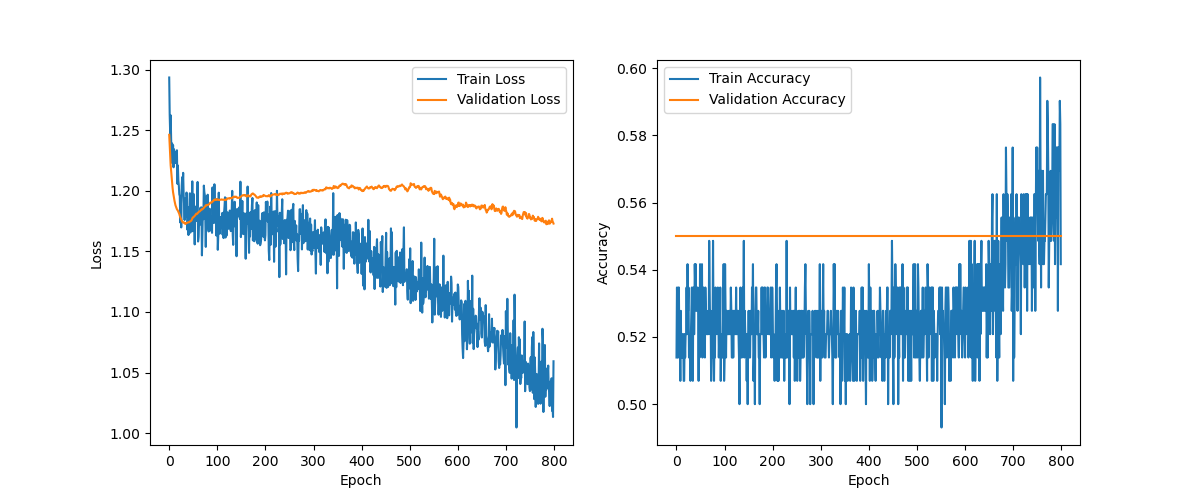 1.30
1.25
1.20
1.15
1.10
1.05
1.00
Loss
0 100 200 300 400 500 600 700 800
Epoch
Train Loss
Validation Loss
0.60
0.58
0.56
0.54
0.52
0.50
Accuracy
0 100 200 300 400 500 600 700 800
Epoch
Train Accuracy
Validation Accuracy